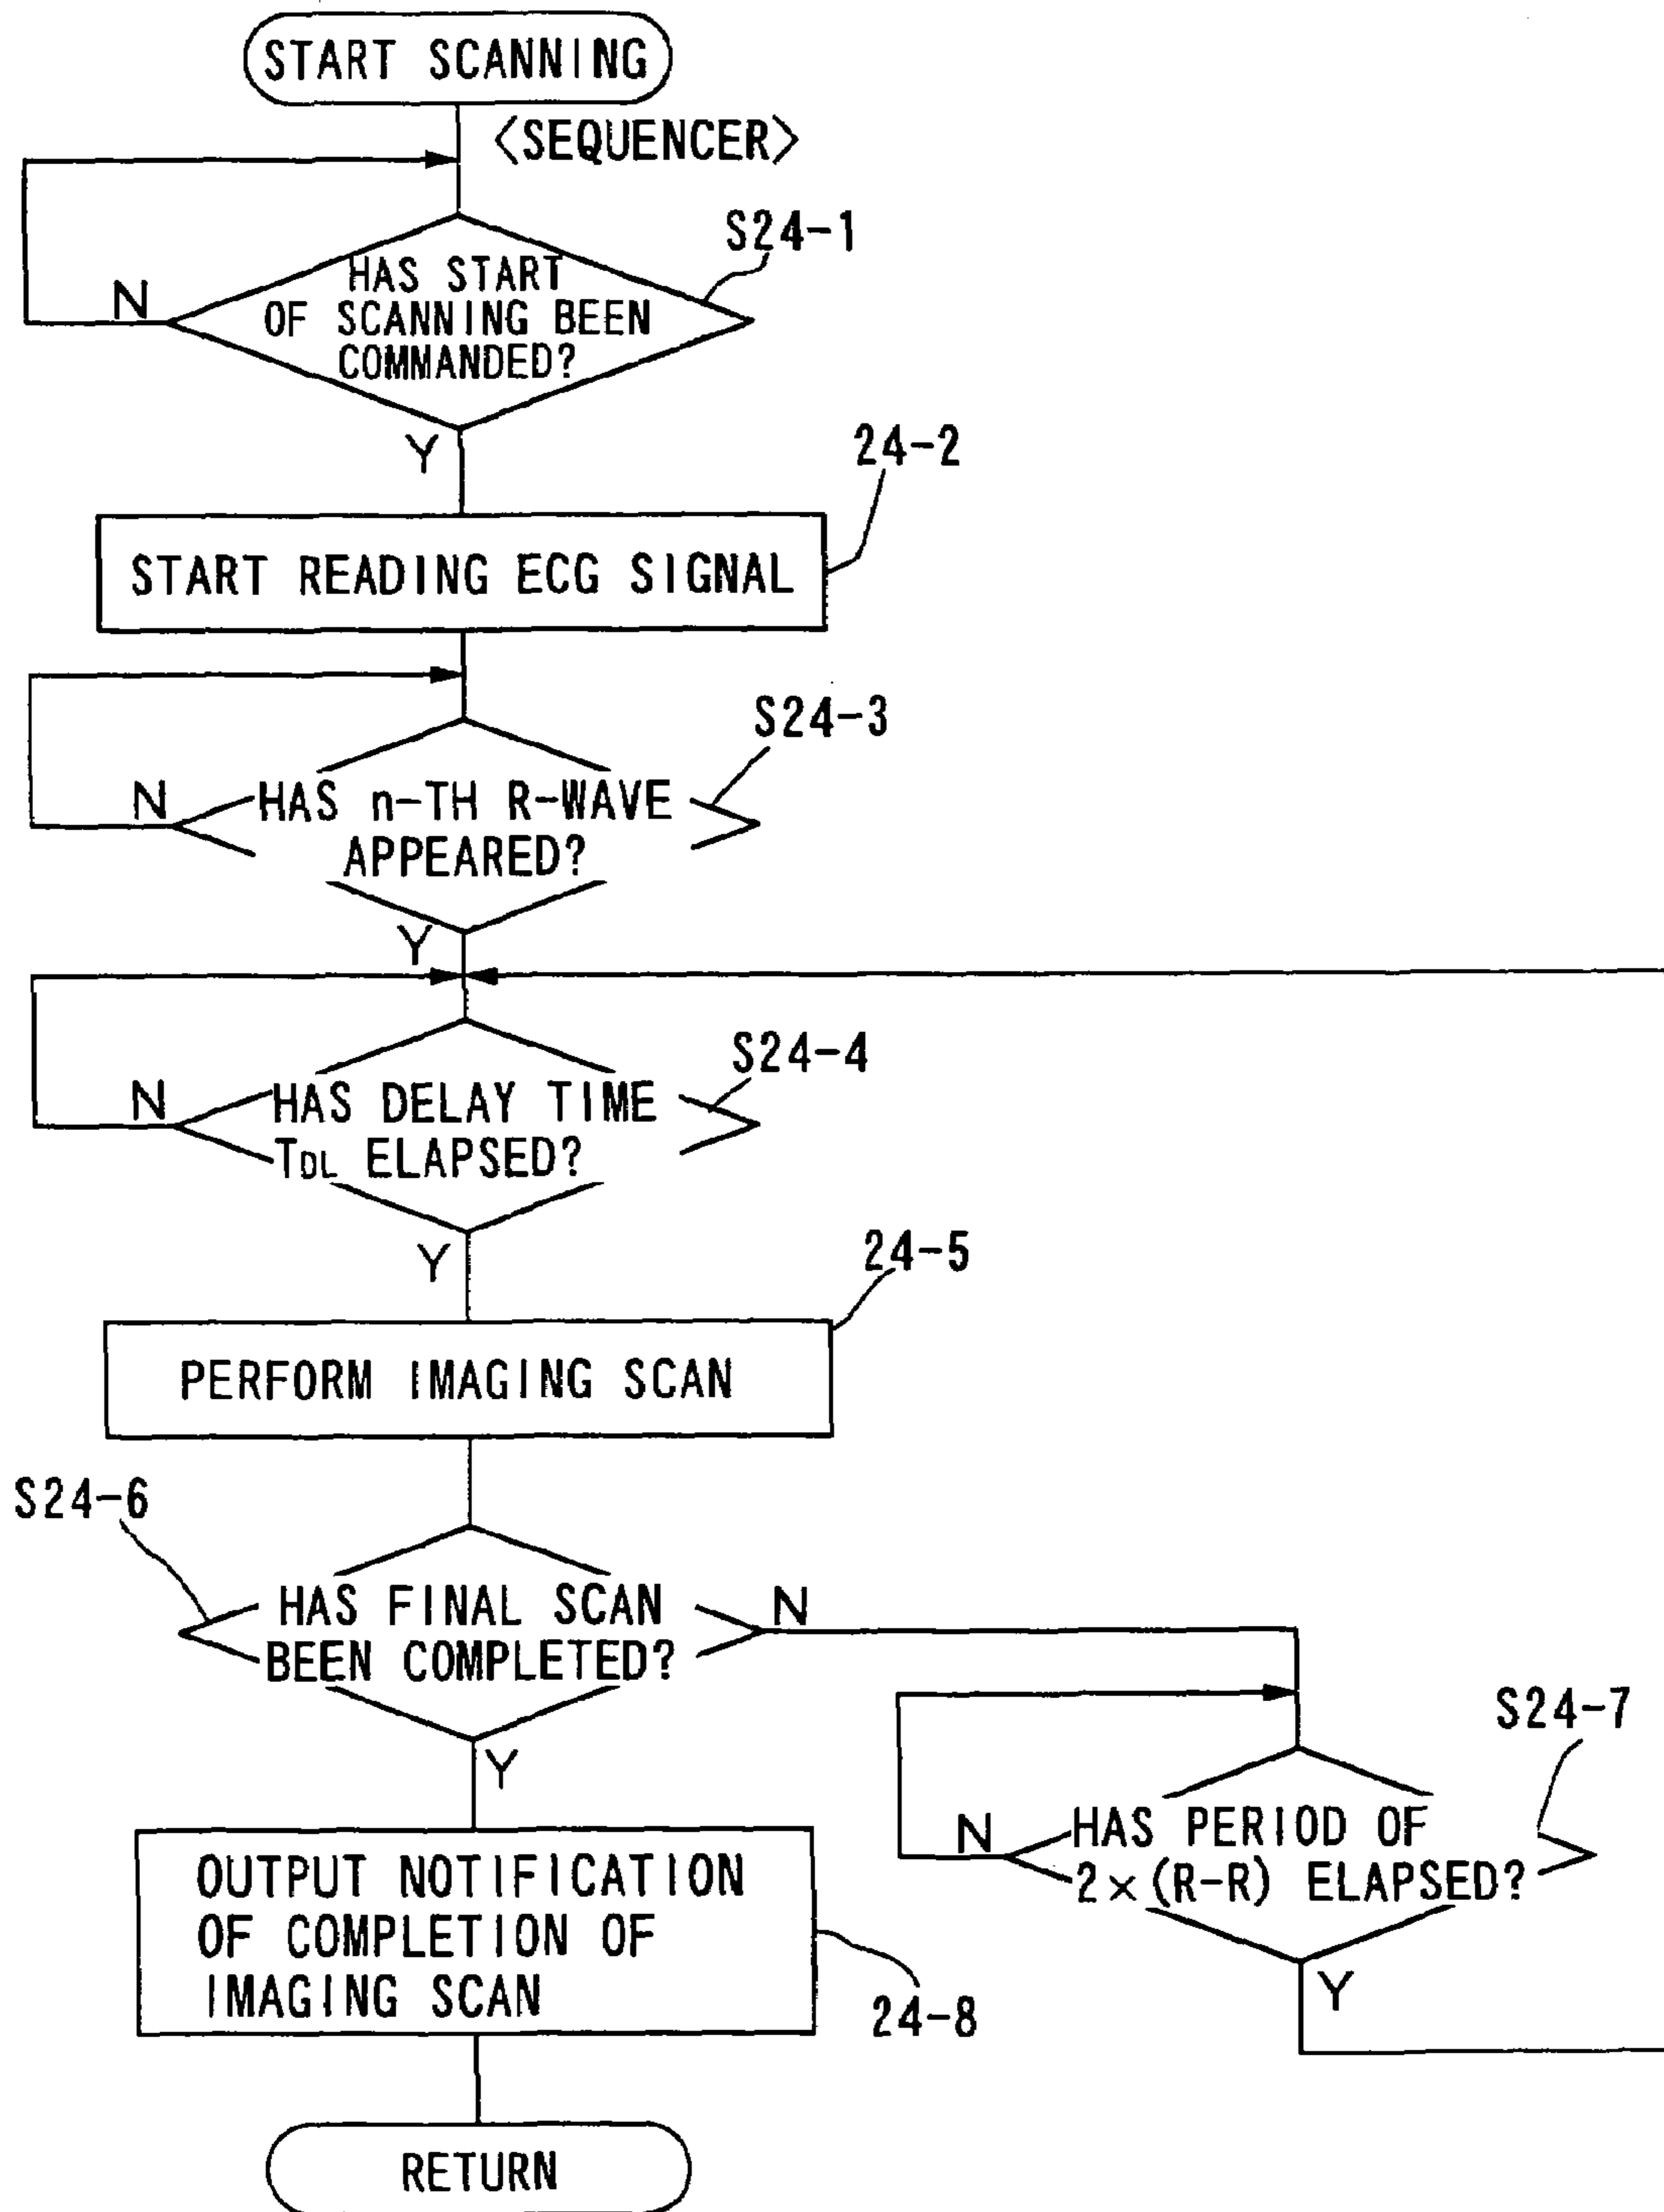 START SCANNING
<SEQUENCER>
S24-1
HAS START
OF SCANNING BEEN
COMMANDED?
N
Y
24-2
START READING ECG SIGNAL
S24-3
HAS n-TH R-WAVE
APPEARED?
N
Y
S24-4
HAS DELAY TIME
TDL ELAPSED?
N
Y
24-5
PERFORM IMAGING SCAN
S24-6
HAS FINAL SCAN
BEEN COMPLETED?
N
Y
S24-7
HAS PERIOD OF
2×(R-R) ELAPSED?
N
Y
OUTPUT NOTIFICATION
OF COMPLETION OF
IMAGING SCAN
24-8
RETURN